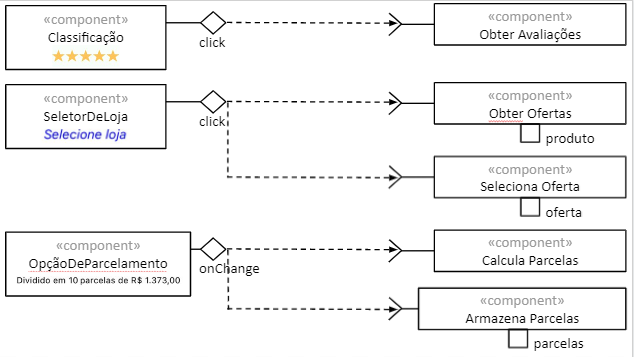 «component»
Classificação
click
«component»
Obter Avaliações
«component»
SeletorDeLoja
Selecione loja
click
«component»
Obter Ofertas
produto
«component»
Seleciona Oferta
oferta
«component»
OpçãoDeParcelamento
Dividido em 10 parcelas de R$ 1.373,00
onChange
«component»
Calcula Parcelas
«component»
Armazena Parcelas
parcelas